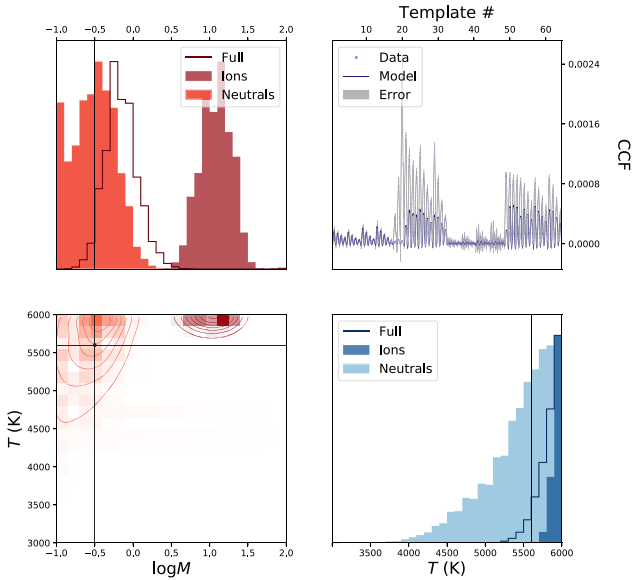 Template #
−1.0 −0.5 0.0 0.5 1.0 1.5 2.0
10 20 30 40 50 60
Full
Ions
Neutrals
Data
Model
Error
0.0024
0.0016
0.0008
0.0000
CCF
6000
5500
5000
4500
4000
3500
3000
T (K)
−1.0 −0.5 0.0 0.5 1.0 1.5 2.0
logM
Full
Ions
Neutrals
3500 4000 4500 5000 5500 6000
T (K)